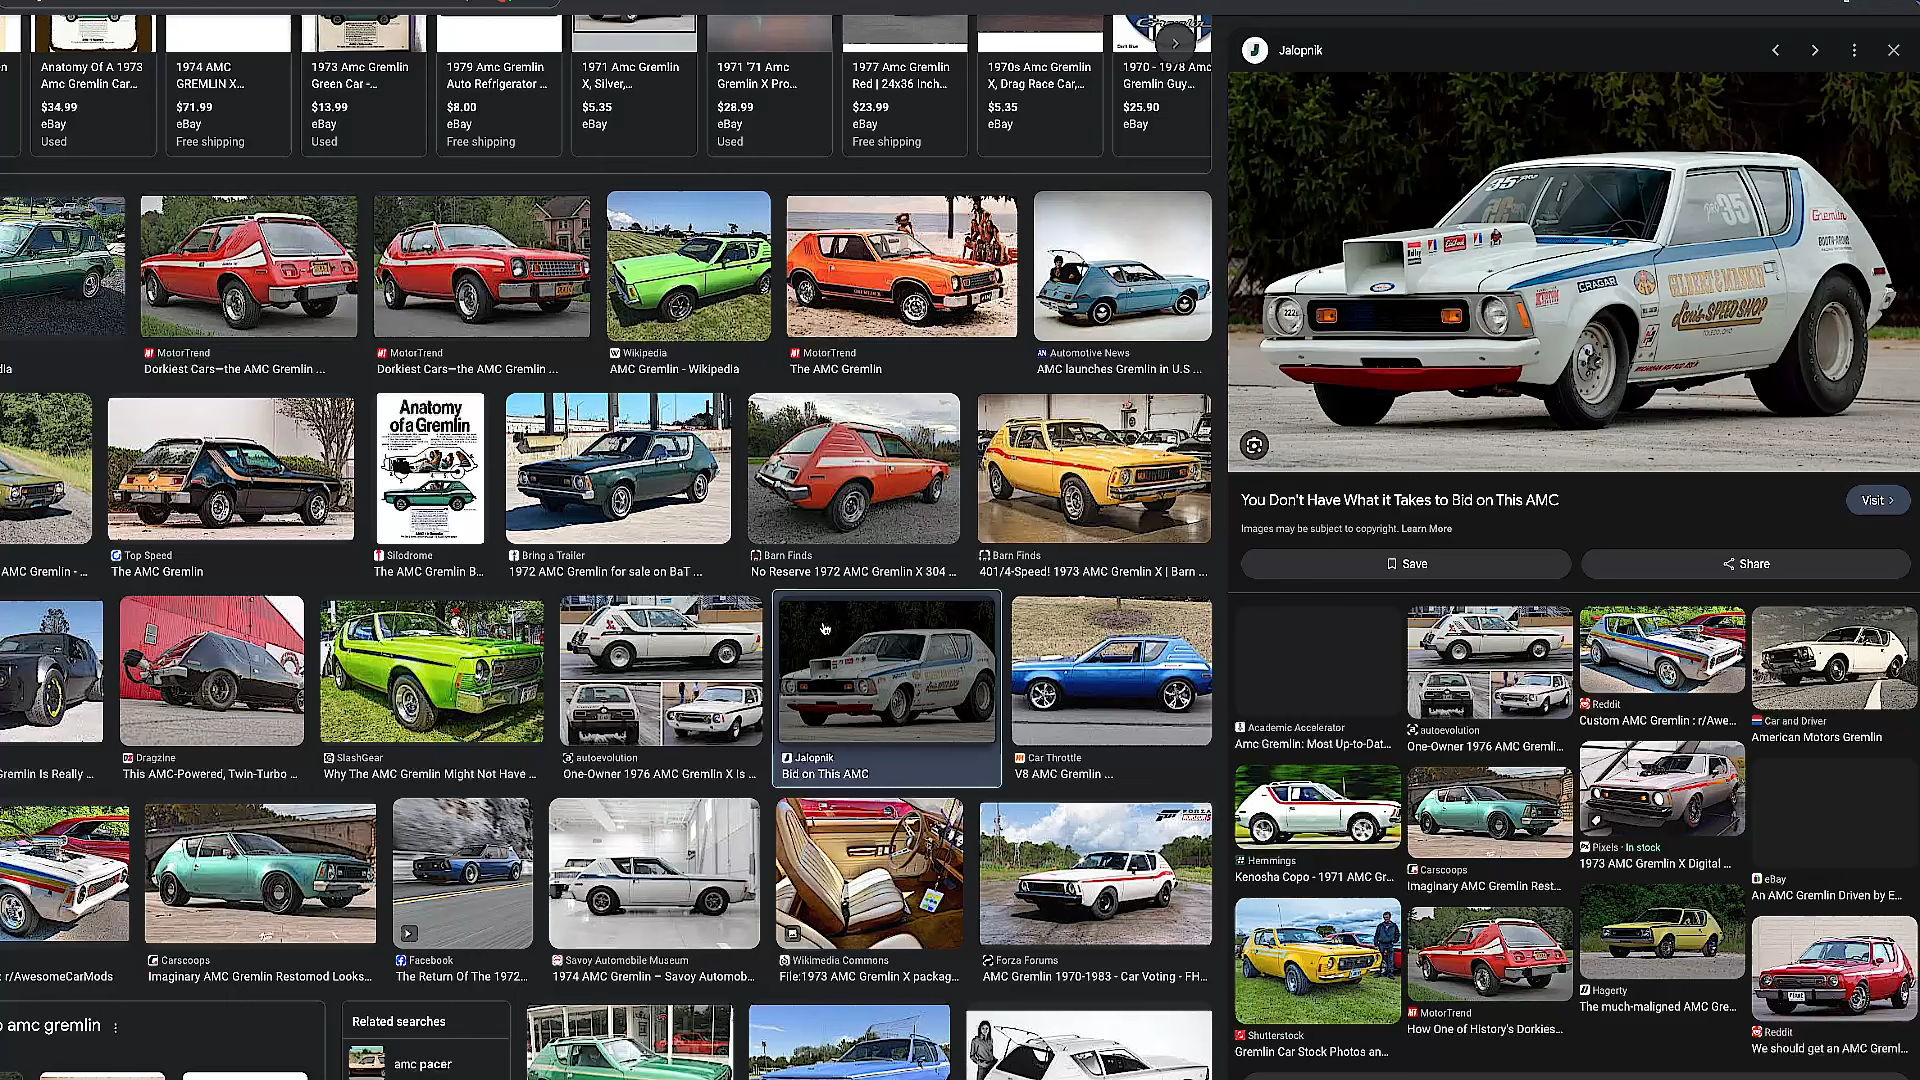 Anatomy Of A 1973
Amc Gremlin Car...
$34.99
eBay
Used
1974 AMC
GREMLIN X...
$71.99
eBay
Free shipping
1973 Amc Gremlin
Green Car -...
$13.99
eBay
Used
1979 Amc Gremlin
Auto Refrigerator ...
$8.00
eBay
Free shipping
1971 Amc Gremlin
X, Silver,...
$5.35
eBay
1971 '71 Amc
Gremlin X Pro...
$28.99
eBay
Used
1977 Amc Gremlin
Red | 24x36 Inch...
$23.99
eBay
Free shipping
1970s Amc Gremlin
X, Drag Race Car,...
$5.35
eBay
1970 - 1978 Amc
Gremlin Guy...
$25.90
eBay
MotorTrend
Dorkiest Cars—the AMC Gremlin ...
MotorTrend
Dorkiest Cars—the AMC Gremlin ...
Wikipedia
AMC Gremlin - Wikipedia
MotorTrend
The AMC Gremlin
Automotive News
AMC launches Gremlin in U.S ...
AMC Gremlin - ...
Top Speed
The AMC Gremlin
Anatomy
of a Gremlin
Silodrome
The AMC Gremlin B...
Bring a Trailer
1972 AMC Gremlin for sale on BaT ...
Barn Finds
No Reserve 1972 AMC Gremlin X 304 ...
Barn Finds
401/4-Speed! 1973 AMC Gremlin X | Barn ...
Gremlin Is Really ...
Dragzine
This AMC-Powered, Twin-Turbo ...
SlashGear
Why The AMC Gremlin Might Not Have ...
autoevolution
One-Owner 1976 AMC Gremlin X Is ...
Jalopnik
Bid on This AMC
Car Throttle
V8 AMC Gremlin ...
r/AwesomeCarMods
Carscoops
Imaginary AMC Gremlin Restomod Looks...
Facebook
The Return Of The 1972...
Savoy Automobile Museum
1974 AMC Gremlin – Savoy Automob...
Wikimedia Commons
File:1973 AMC Gremlin X packag...
Forza Forums
AMC Gremlin 1970-1983 - Car Voting - FH...
amc gremlin
Related searches
amc pacer
Jalopnik
35
35
Gremlin
CRAGAR
Lou's SPEED SHOP
TOLEDO, OHIO
You Don't Have What it Takes to Bid on This AMC
Visit
Images may be subject to copyright. Learn More
Save
Share
Academic Accelerator
Amc Gremlin: Most Up-to-Dat...
autoevolution
One-Owner 1976 AMC Gremli...
Reddit
Custom AMC Gremlin : r/Awe...
Car and Driver
American Motors Gremlin
Hemmings
Kenosha Copo - 1971 AMC Gr...
Carscoops
Imaginary AMC Gremlin Rest...
Pixels · In stock
1973 AMC Gremlin X Digital ...
eBay
An AMC Gremlin Driven by E...
Shutterstock
Gremlin Car Stock Photos an...
MotorTrend
How One of History's Dorkies...
Hagerty
The much-maligned AMC Gre...
Reddit
We should get an AMC Greml...